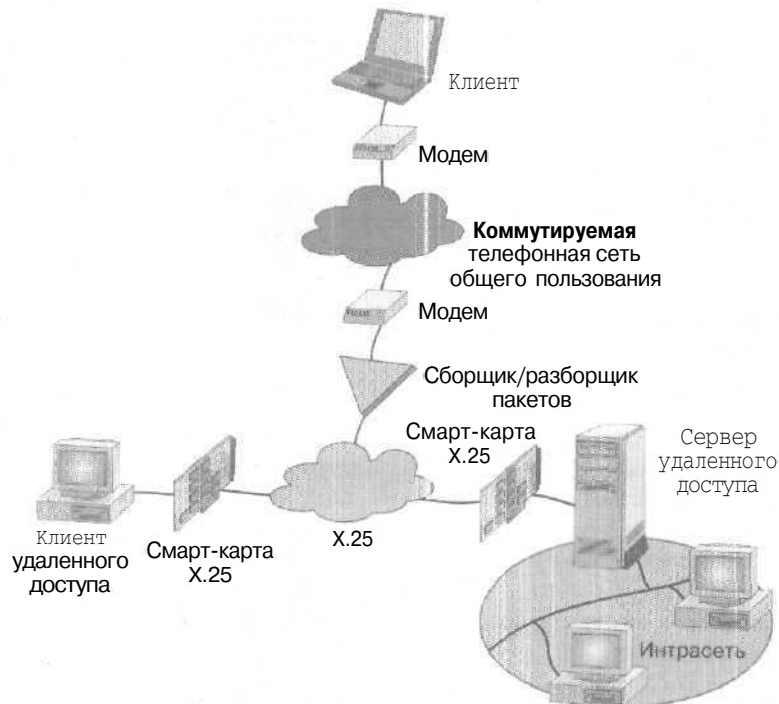 Клиент
Модем
Коммутируемая
телефонная сеть
общего пользования
Модем
Сборщик/разборщик
пакетов
Смарт-карта
X.25
Сервер
удаленного
доступа
Клиент
удаленного
доступа
Смарт-карта
X.25
X.25
Интрасеть